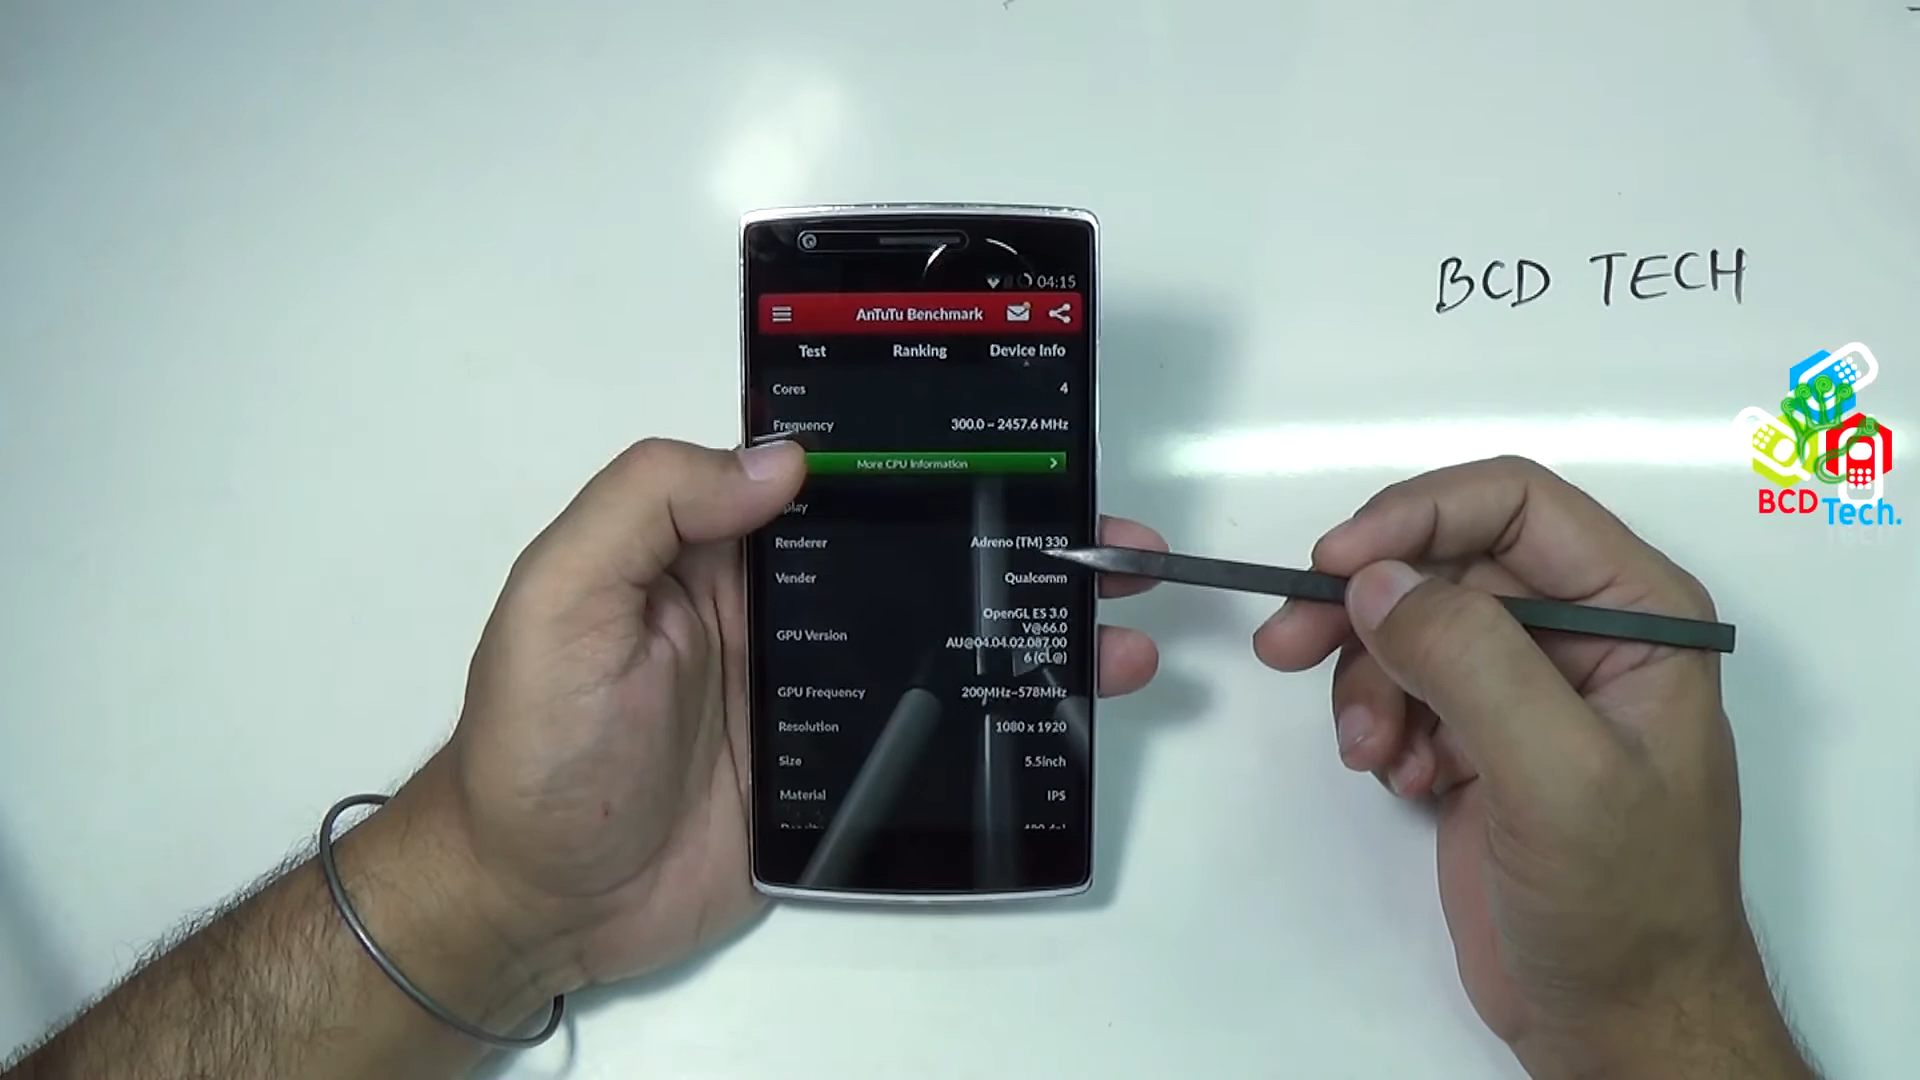 BCD TECH
BCD Tech.
04:15
AnTuTu Benchmark
Test Ranking Device Info
Cores 4
Frequency 300.0 ~ 2457.6 MHz
More CPU Information
play
Renderer Adreno (TM) 330
Vender Qualcomm
GPU Version OpenGL ES 3.0
V@66.0
AU@04.04.02.087.00
6 (CL@)
GPU Frequency 200MHz~578MHz
Resolution 1080 x 1920
Size 5.5inch
Material IPS